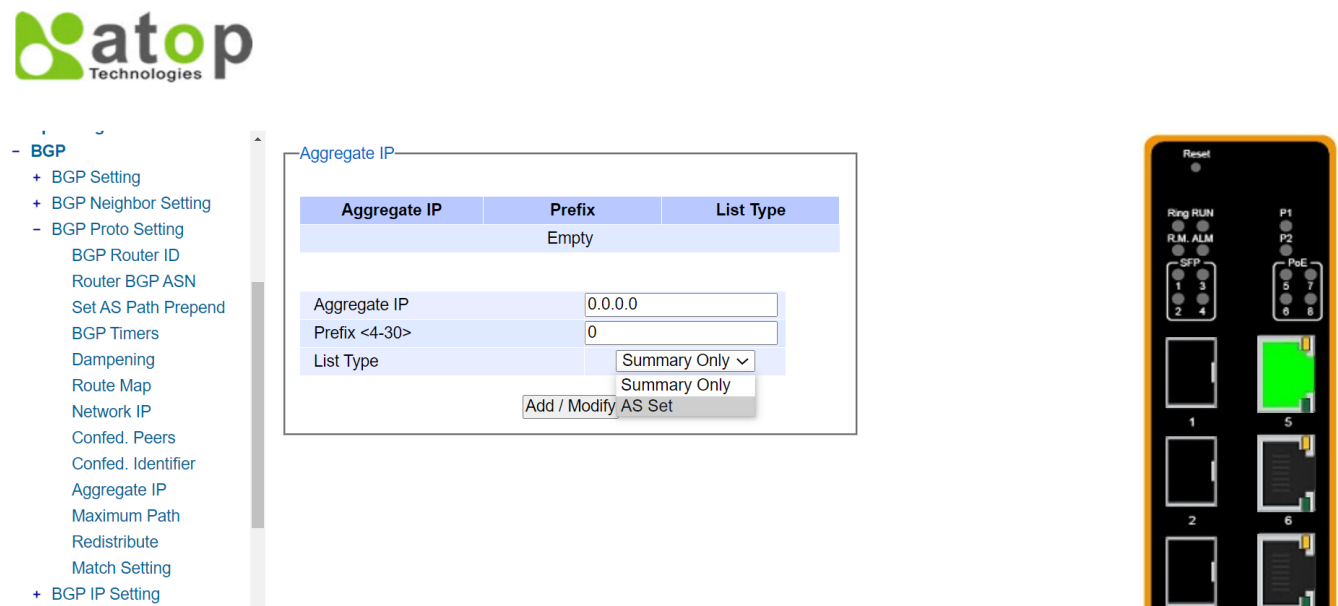 atop
Technologies
- BGP
+ BGP Setting
+ BGP Neighbor Setting
- BGP Proto Setting
BGP Router ID
Router BGP ASN
Set AS Path Prepend
BGP Timers
Dampening
Route Map
Network IP
Confed. Peers
Confed. Identifier
Aggregate IP
Maximum Path
Redistribute
Match Setting
+ BGP IP Setting
Aggregate IP
Aggregate IP Prefix List Type
Empty
Aggregate IP 0.0.0.0
Prefix <4-30> 0
List Type Summary Only
Summary Only
Add / Modify AS Set
Reset
Ring RUN P1
R.M. ALM P2
SFP PoE
1 3 5 7
2 4 6 8
1 5
2 6